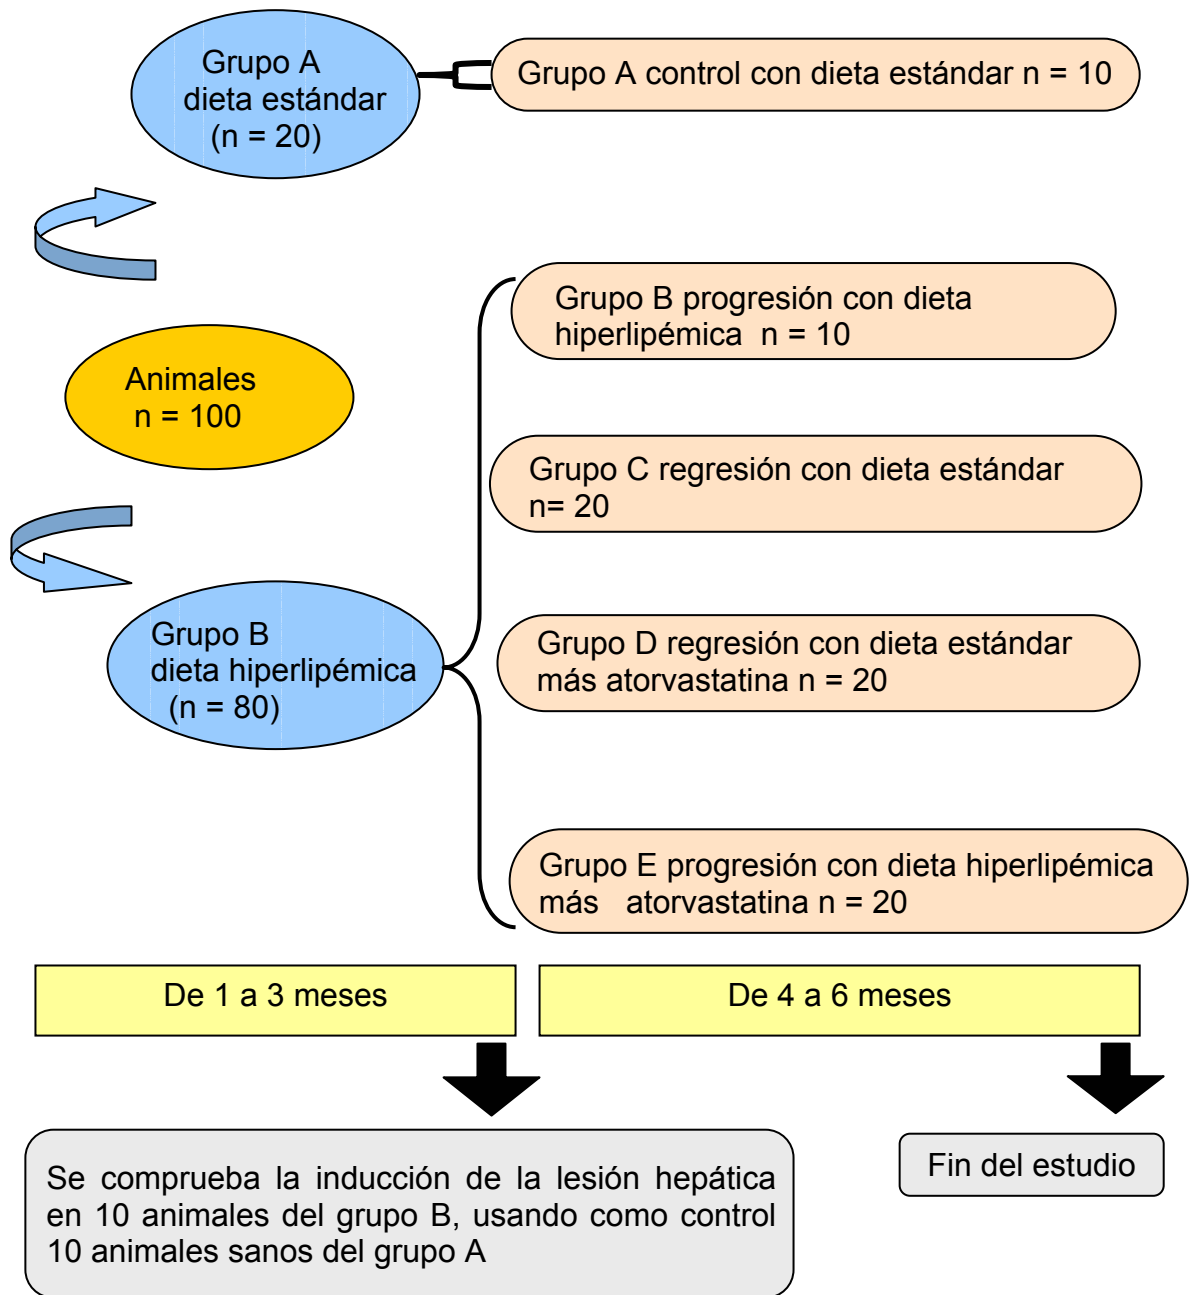 Grupo A
dieta estándar
(n = 20)
Grupo A control con dieta estándar n = 10
Grupo B progresión con dieta
hiperlipémica n = 10
Animales
n = 100
Grupo C regresión con dieta estándar
n= 20
Grupo B
dieta hiperlipémica
(n = 80)
Grupo D regresión con dieta estándar
más atorvastatina n = 20
Grupo E progresión con dieta hiperlipémica
más atorvastatina n = 20
De 1 a 3 meses
De 4 a 6 meses
Se comprueba la inducción de la lesión hepática
en 10 animales del grupo B, usando como control
10 animales sanos del grupo A
Fin del estudio